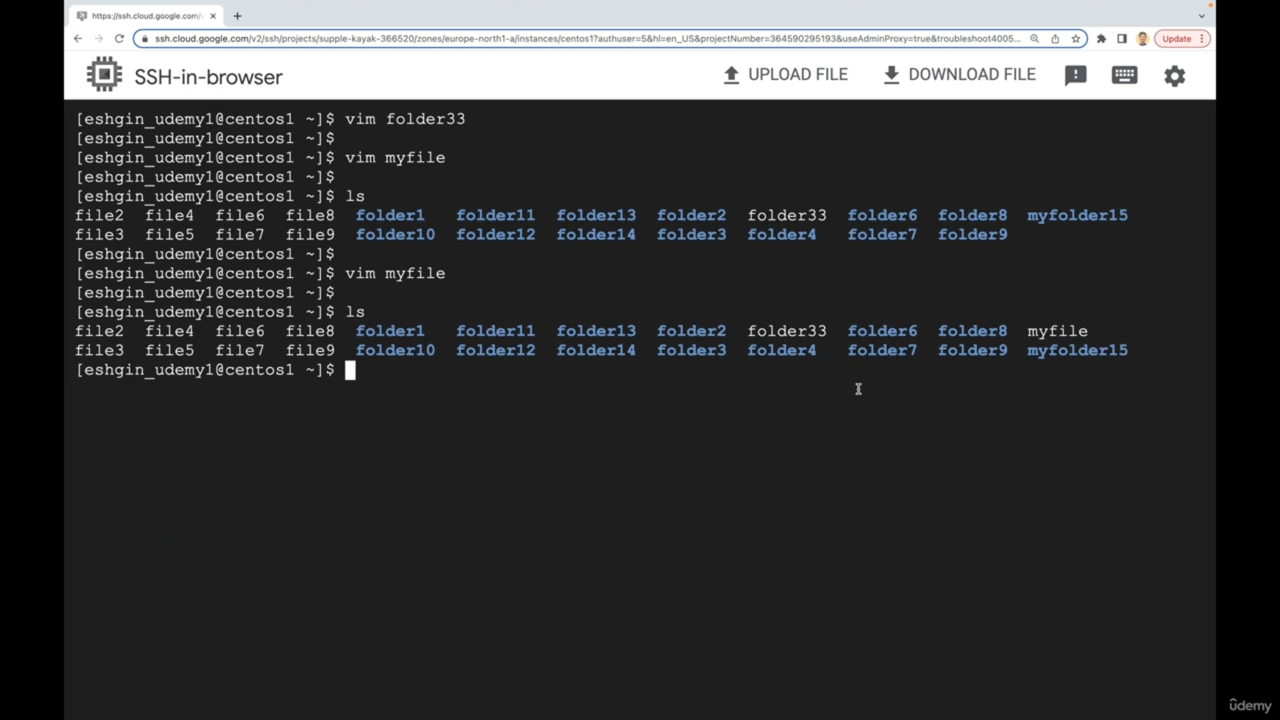 https://ssh.cloud.google.com/v
ssh.cloud.google.com/v2/ssh/projects/supple-kayak-366520/zones/europe-north1-a/instances/centos1?authuser=5&hl=en_US&projectNumber=364590295193&useAdminProxy=true&troubleshoot4005... Update
SSH-in-browser UPLOAD FILE DOWNLOAD FILE
[eshgin_udemy1@centos1 ~]$ vim folder33
[eshgin_udemy1@centos1 ~]$
[eshgin_udemy1@centos1 ~]$ vim myfile
[eshgin_udemy1@centos1 ~]$
[eshgin_udemy1@centos1 ~]$ ls
file2 file4 file6 file8 folder1 folder11 folder13 folder2 folder33 folder6 folder8 myfolder15
file3 file5 file7 file9 folder10 folder12 folder14 folder3 folder4 folder7 folder9
[eshgin_udemy1@centos1 ~]$
[eshgin_udemy1@centos1 ~]$ vim myfile
[eshgin_udemy1@centos1 ~]$
[eshgin_udemy1@centos1 ~]$ ls
file2 file4 file6 file8 folder1 folder11 folder13 folder2 folder33 folder6 folder8 myfile
file3 file5 file7 file9 folder10 folder12 folder14 folder3 folder4 folder7 folder9 myfolder15
[eshgin_udemy1@centos1 ~]$
ûdemy